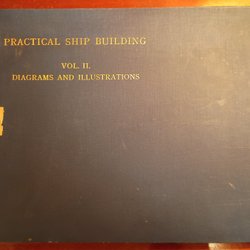 PRACTICAL SHIP BUILDING
VOL. II.
DIAGRAMS AND ILLUSTRATIONS